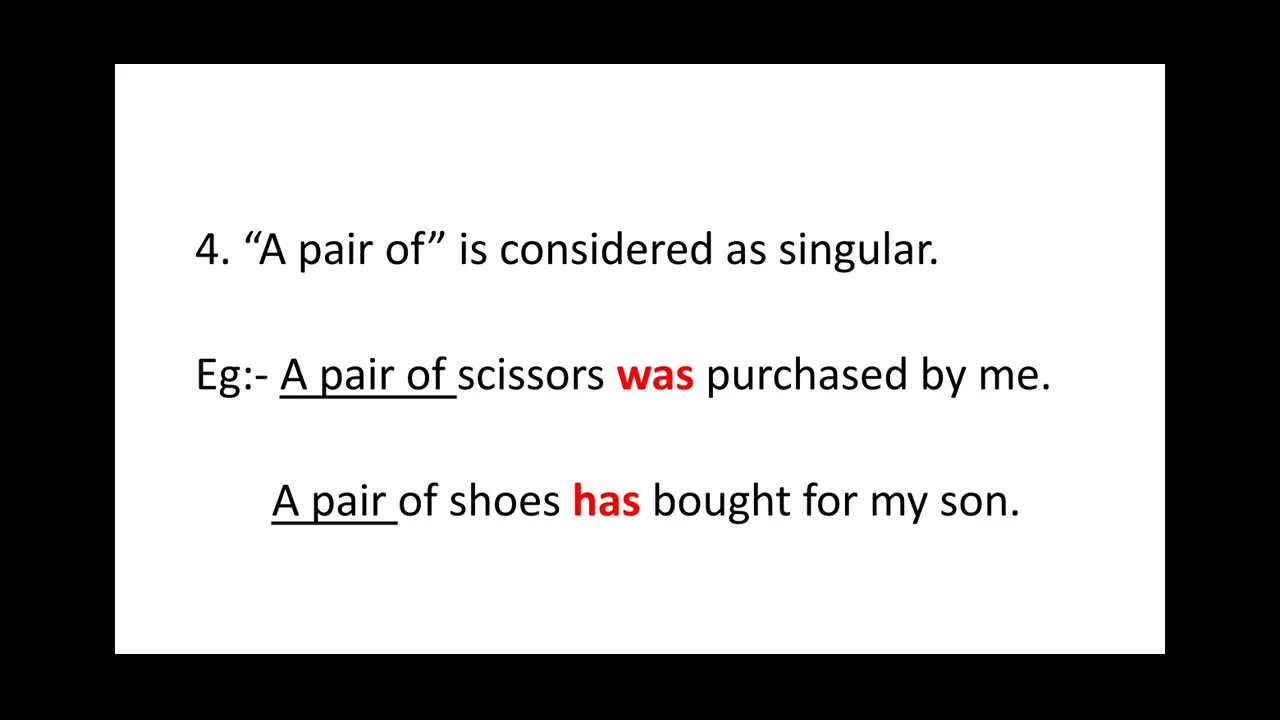 4. “A pair of” is considered as singular.
Eg:- A pair of scissors was purchased by me.
A pair of shoes has bought for my son.